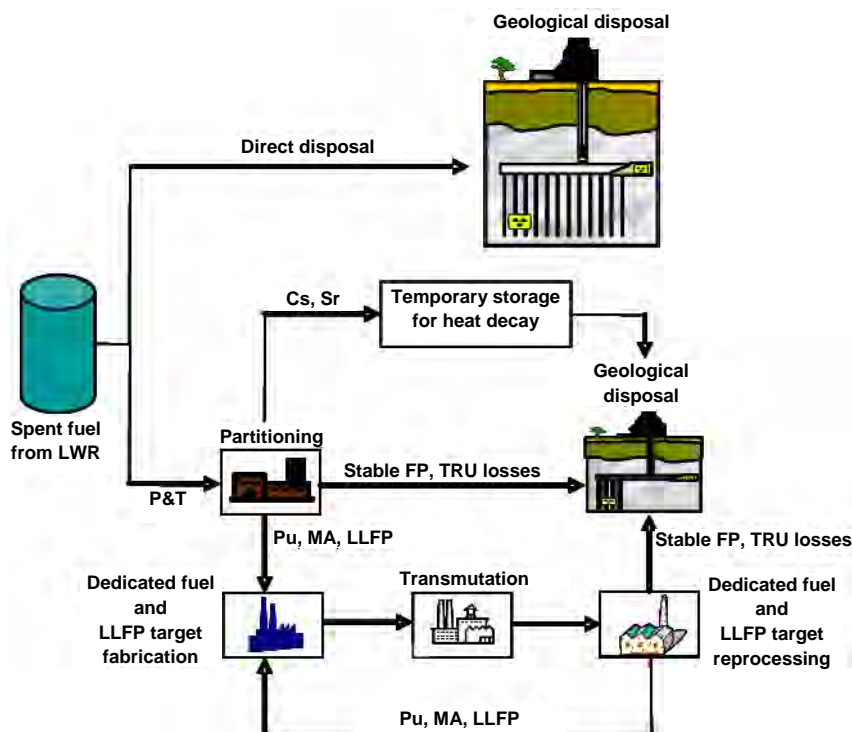 Geological disposal
Direct disposal
Cs, Sr
Temporary storage
for heat decay
Geological
disposal
Spent fuel
from LWR
Partitioning
Stable FP, TRU losses
P&T
Pu, MA, LLFP
Stable FP, TRU losses
Dedicated fuel
and
LLFP target
fabrication
Transmutation
Dedicated fuel
and
LLFP target
reprocessing
Pu, MA, LLFP